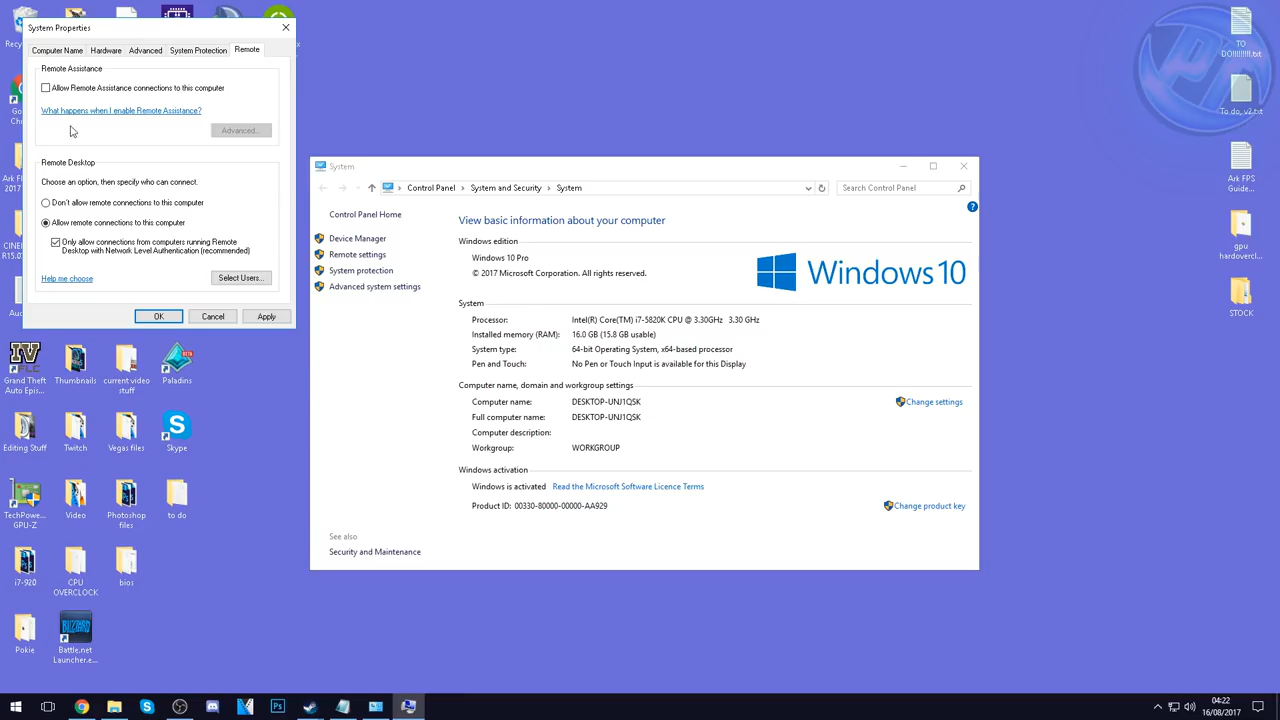 System Properties
Computer Name
Hardware
Advanced
System Protection
Remote
Remote Assistance
Allow Remote Assistance connections to this computer
What happens when I enable Remote Assistance?
Advanced...
Remote Desktop
Choose an option, then specify who can connect.
Don't allow remote connections to this computer
Allow remote connections to this computer
Only allow connections from computers running Remote
Desktop with Network Level Authentication (recommended)
Help me choose
Select Users...
OK
Cancel
Apply
System
Control Panel
System and Security
System
Search Control Panel
Control Panel Home
Device Manager
Remote settings
System protection
Advanced system settings
See also
Security and Maintenance
View basic information about your computer
Windows edition
Windows 10 Pro
© 2017 Microsoft Corporation. All rights reserved.
Windows 10
System
Processor: Intel(R) Core(TM) i7-5820K CPU @ 3.30GHz 3.30 GHz
Installed memory (RAM): 16.0 GB (15.8 GB usable)
System type: 64-bit Operating System, x64-based processor
Pen and Touch: No Pen or Touch Input is available for this Display
Computer name, domain and workgroup settings
Computer name: DESKTOP-UNJ1QSK
Change settings
Full computer name: DESKTOP-UNJ1QSK
Computer description:
Workgroup: WORKGROUP
Windows activation
Windows is activated Read the Microsoft Software Licence Terms
Product ID: 00330-80000-00000-AA929
Change product key
Grand Theft
Auto Epis...
Thumbnails
current video
stuff
Paladins
Editing Stuff
Twitch
Vegas files
Skype
TechPowe...
GPU-Z
Video
Photoshop
files
to do
i7-920
CPU
OVERCLOCK
bios
Pokie
BLIZZARD
Battle.net
Launcher.e...
TO
DO!!!!!.txt
To do, v2.txt
Ark FPS
Guide...
gpu
hardovercl...
STOCK
04:22
16/08/2017